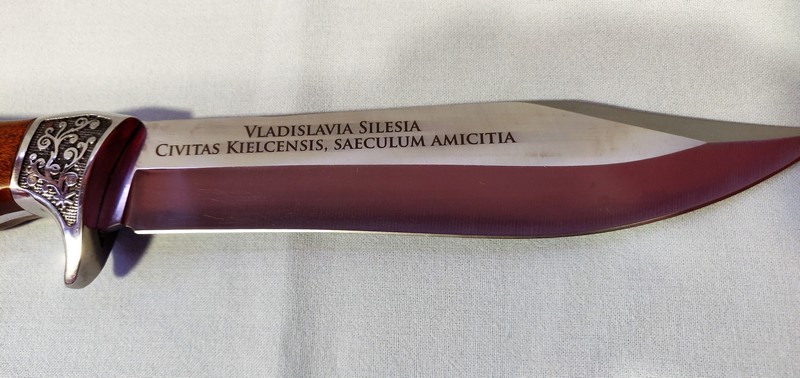 Vladislavia Silesia
Civitas Kielcensis, saeculum amicitia